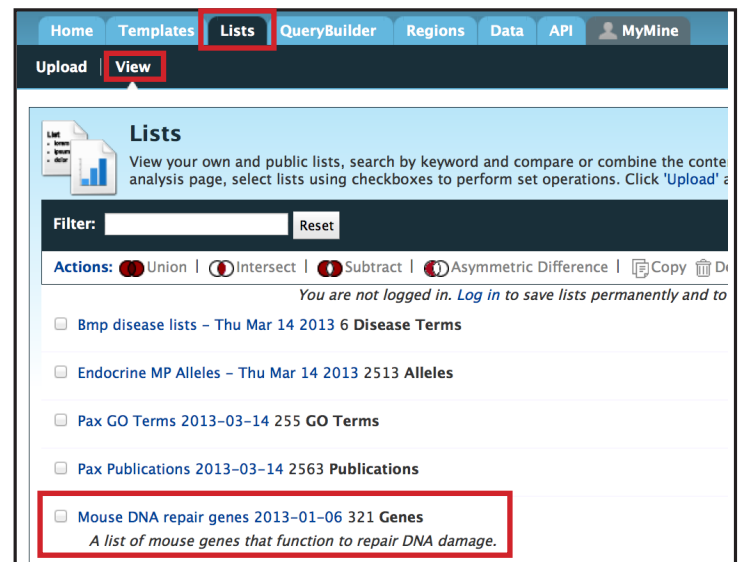 Home Templates Lists QueryBuilder Regions Data API MyMine
Upload | View
List
Lists
View your own and public lists, search by keyword and compare or combine the conte
analysis page, select lists using checkboxes to perform set operations. Click 'Upload' a
Filter: Reset
Actions: Union | Intersect | Subtract | Asymmetric Difference | Copy D
You are not logged in. Log in to save lists permanently and to
Bmp disease lists – Thu Mar 14 2013 6 Disease Terms
Endocrine MP Alleles – Thu Mar 14 2013 2513 Alleles
Pax GO Terms 2013-03-14 255 GO Terms
Pax Publications 2013-03-14 2563 Publications
Mouse DNA repair genes 2013-01-06 321 Genes
A list of mouse genes that function to repair DNA damage.